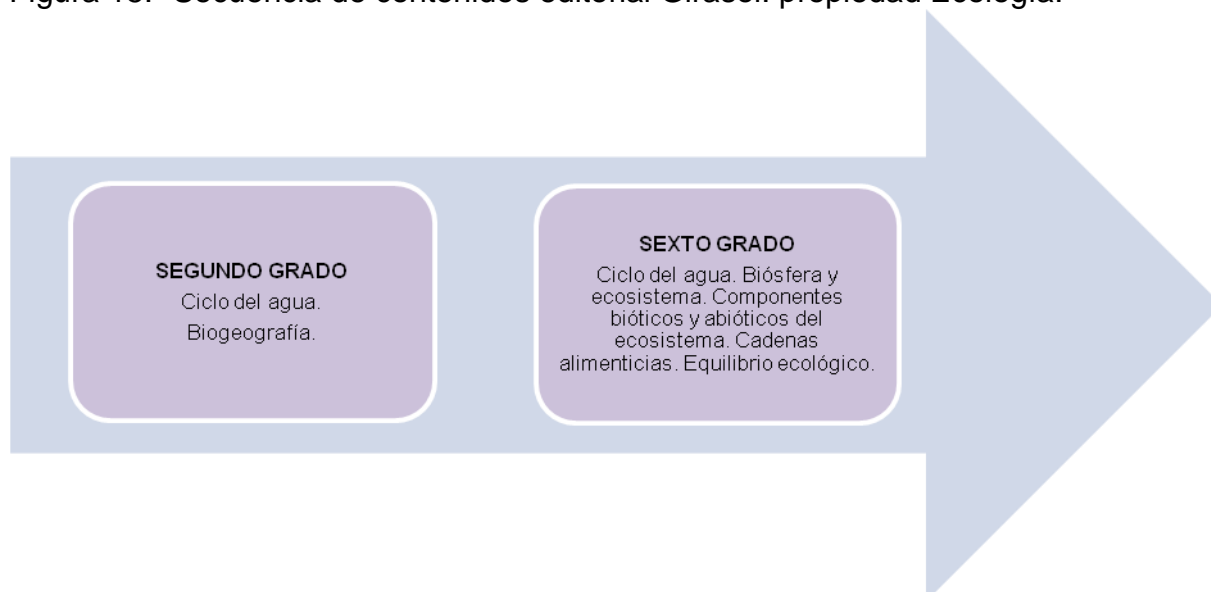 Figura 18. Secuencia de contenidos editorial Girasol: propiedad Ecología.
SEGUNDO GRADO
Ciclo del agua.
Biogeografía.
SEXTO GRADO
Ciclo del agua. Biósfera y
ecosistema. Componentes
bióticos y abióticos del
ecosistema. Cadenas
alimenticias. Equilibrio ecológico.